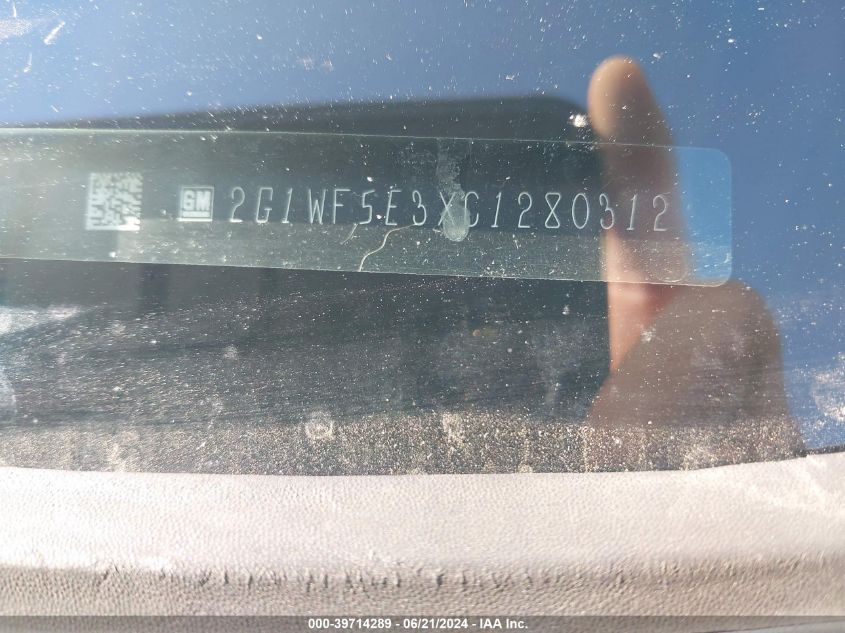 GM 2G1WF5E3XC1280312
000-39714289 - 06/21/2024 - IAA Inc.